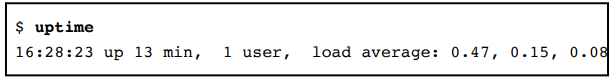 $ uptime
16:28:23 up 13 min,  1 user,  load average: 0.47, 0.15, 0.08